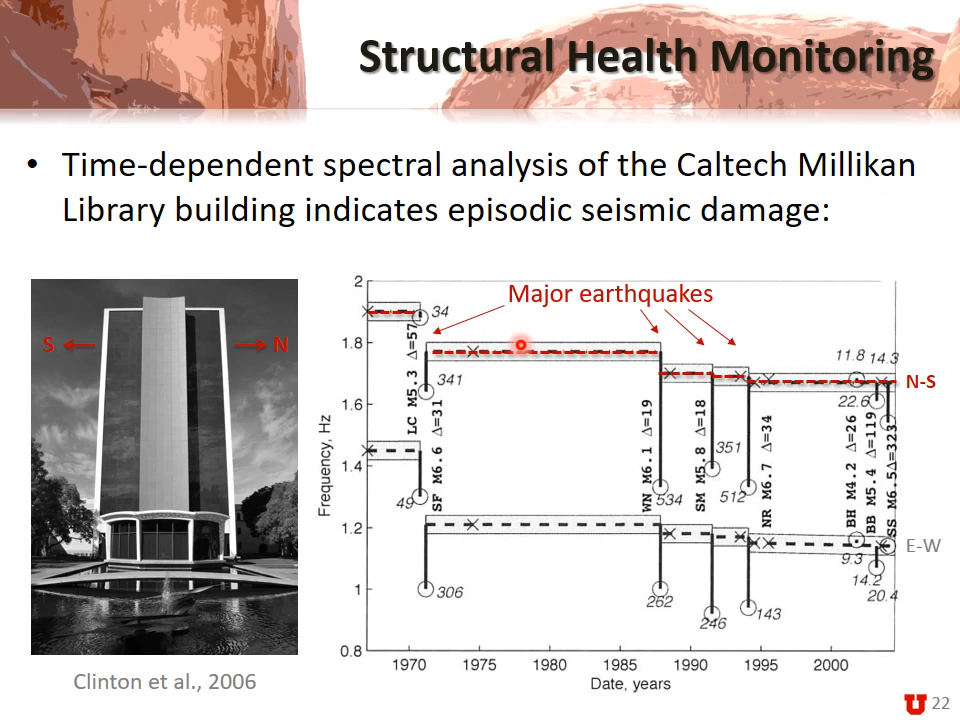 Structural Health Monitoring
• Time-dependent spectral analysis of the Caltech Millikan
Library building indicates episodic seismic damage:
S
N
Clinton et al., 2006
Major earthquakes
Frequency, Hz
2
1.8
1.6
1.4
1.2
1
0.8
34
341
49
306
534
262
351
246
512
143
11.8
14.3
22.6
9.3
14.2
20.4
LC M5.3 Δ=57
SF M6.6 Δ=31
WN M6.1 Δ=19
SM M5.8 Δ=18
NR M6.7 Δ=34
BH M4.2 Δ=26
BB M5.4 Δ=119
SS M6.5Δ=323
N-S
E-W
1970 1975 1980 1985 1990 1995 2000
Date, years
U 22